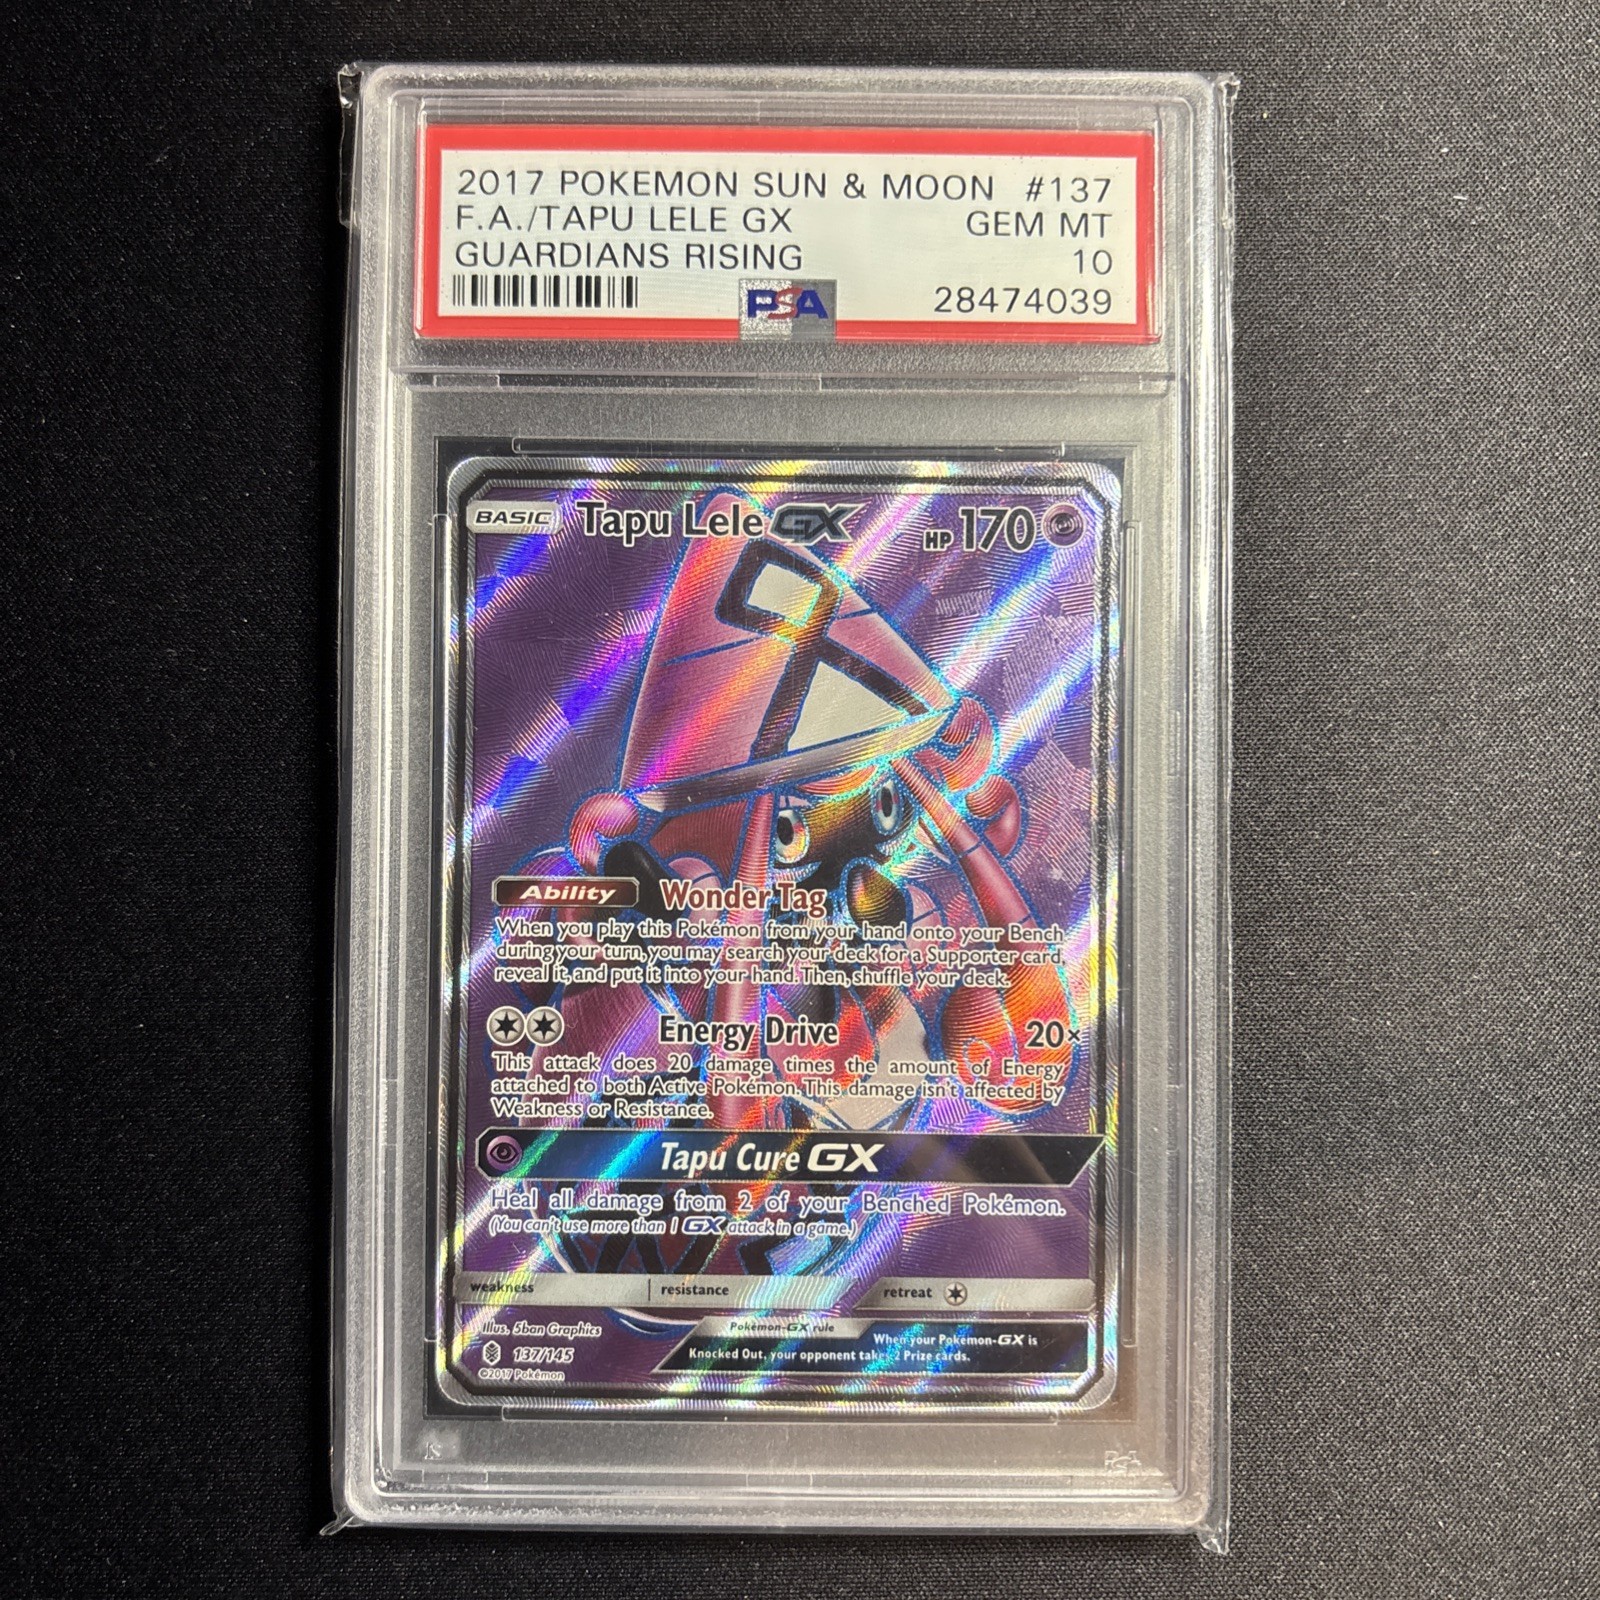 2017 POKEMON SUN & MOON #137
F.A./TAPU LELE GX GEM MT
GUARDIANS RISING 10
PSA 28474039
BASIC Tapu Lele GX HP 170
Ability Wonder Tag
When you play this Pokémon from your hand onto your Bench
during your turn, you may search your deck for a Supporter card,
reveal it, and put it into your hand. Then, shuffle your deck.
Energy Drive 20×
This attack does 20 damage times the amount of Energy
attached to both Active Pokémon. This damage isn't affected by
Weakness or Resistance.
Tapu Cure GX
Heal all damage from 2 of your Benched Pokémon.
(You can't use more than 1 GX attack in a game.)
weakness resistance retreat
Illus. 5ban Graphics
137/145
©2017 Pokémon
Pokémon-GX rule
When your Pokémon-GX is
Knocked Out, your opponent takes 2 Prize cards.